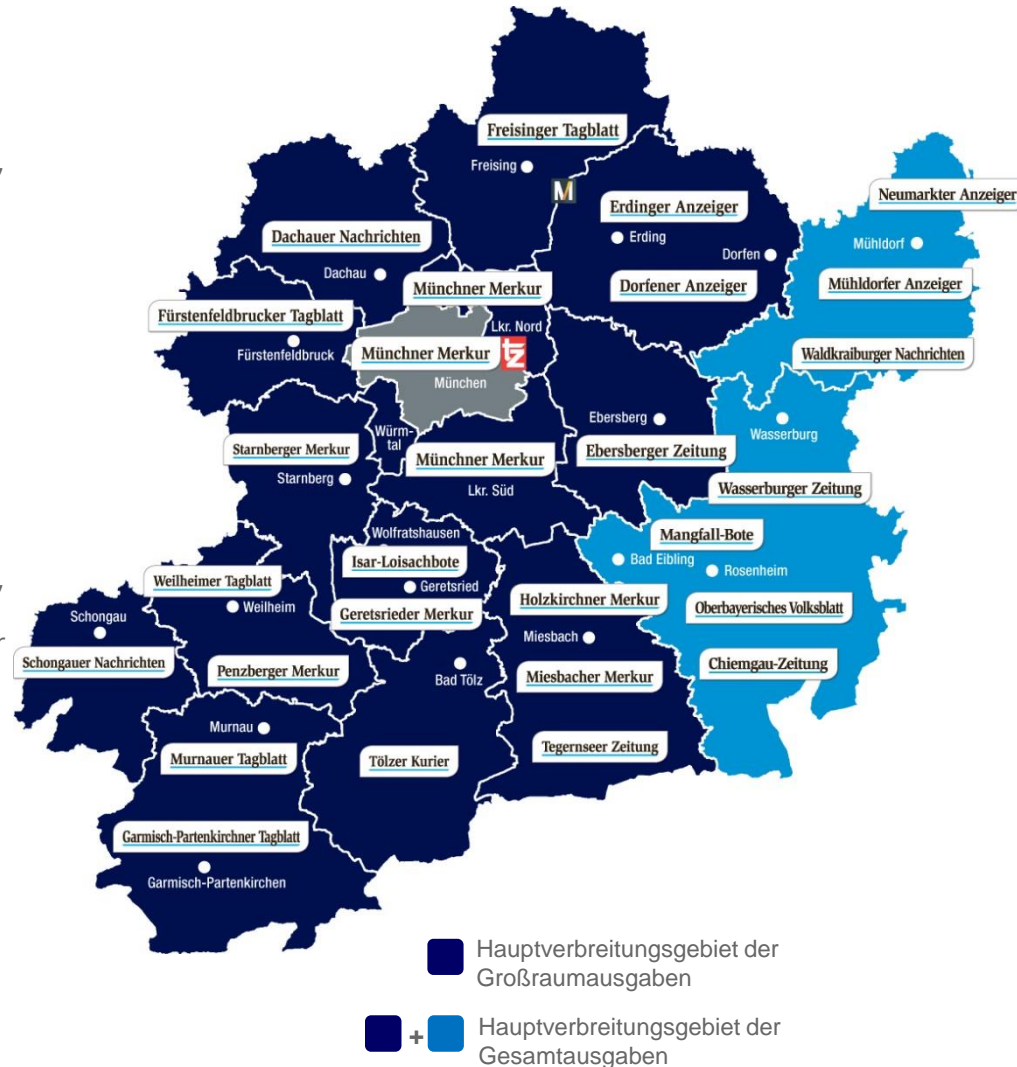 Freisinger Tagblatt
Freising
M
Neumarkter Anzeiger
Erdinger Anzeiger
Erding
Dachauer Nachrichten
Mühldorf
Dorfen
Dachau
Münchner Merkur
Dorfener Anzeiger
Mühldorfer Anzeiger
Fürstenfeldbrucker Tagblatt
Lkr. Nord
Fürstenfeldbruck
Münchner Merkur
tz
Waldkraiburger Nachrichten
München
Ebersberg
Würm-
tal
Wasserburg
Starnberger Merkur
Münchner Merkur
Ebersberger Zeitung
Starnberg
Lkr. Süd
Wasserburger Zeitung
Wolfratshausen
Mangfall-Bote
Isar-Loisachbote
Bad Eibling
Rosenheim
Weilheimer Tagblatt
Geretsried
Schongau
Weilheim
Geretsrieder Merkur
Holzkirchner Merkur
Oberbayerisches Volksblatt
Miesbach
Schongauer Nachrichten
Penzberger Merkur
Bad Tölz
Miesbacher Merkur
Chiemgau-Zeitung
Murnau
Murnauer Tagblatt
Tölzer Kurier
Tegernseer Zeitung
Garmisch-Partenkirchner Tagblatt
Garmisch-Partenkirchen
Hauptverbreitungsgebiet der
Großraumausgaben
+
Hauptverbreitungsgebiet der
Gesamtausgaben